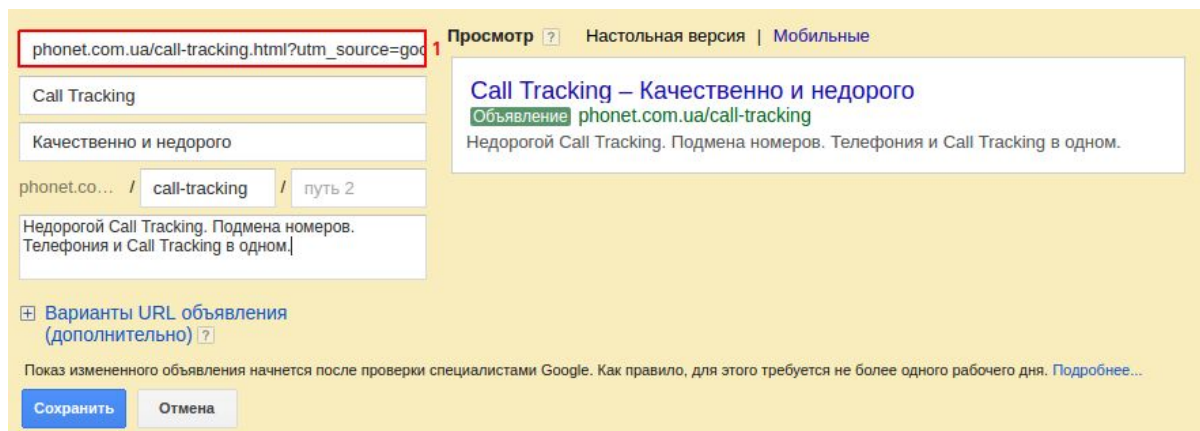 phonet.com.ua/call-tracking.html?utm_source=goo
1
Call Tracking
Качественно и недорого
phonet.co... / call-tracking / путь 2
Недорогой Call Tracking. Подмена номеров.
Телефония и Call Tracking в одном.
Варианты URL объявления
(дополнительно) ?
Просмотр ? Настольная версия | Мобильные
Call Tracking – Качественно и недорого
Объявление phonet.com.ua/call-tracking
Недорогой Call Tracking. Подмена номеров. Телефония и Call Tracking в одном.
Показ измененного объявления начнется после проверки специалистами Google. Как правило, для этого требуется не более одного рабочего дня. Подробнее...
Сохранить Отмена